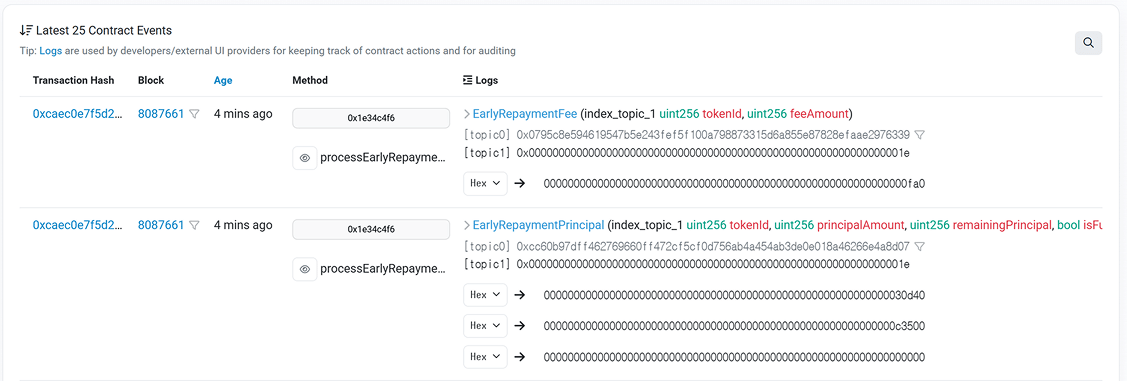 Latest 25 Contract Events
Tip: Logs are used by developers/external UI providers for keeping track of contract actions and for auditing
Transaction Hash Block Age Method Logs
0xcaec0e7f5d2... 8087661 4 mins ago 0x1e34c4f6 EarlyRepaymentFee (index_topic_1 uint256 tokenId, uint256 feeAmount)
[topic0] 0x0795c8e594619547b5e243fef5f100a798873315d6a855e87828efaae2976339
processEarlyRepayme... [topic1] 0x000000000000000000000000000000000000000000000000000000000000001e
Hex 0000000000000000000000000000000000000000000000000000000000000fa0
0xcaec0e7f5d2... 8087661 4 mins ago 0x1e34c4f6 EarlyRepaymentPrincipal (index_topic_1 uint256 tokenId, uint256 principalAmount, uint256 remainingPrincipal, bool isFu
[topic0] 0xcc60b97dff462769660ff472cf5cf0d756ab4a454ab3de0e018a46266e4a8d07
processEarlyRepayme... [topic1] 0x000000000000000000000000000000000000000000000000000000000000001e
Hex 0000000000000000000000000000000000000000000000000000000000030d40
Hex 00000000000000000000000000000000000000000000000000000000000c3500
Hex 0000000000000000000000000000000000000000000000000000000000000000